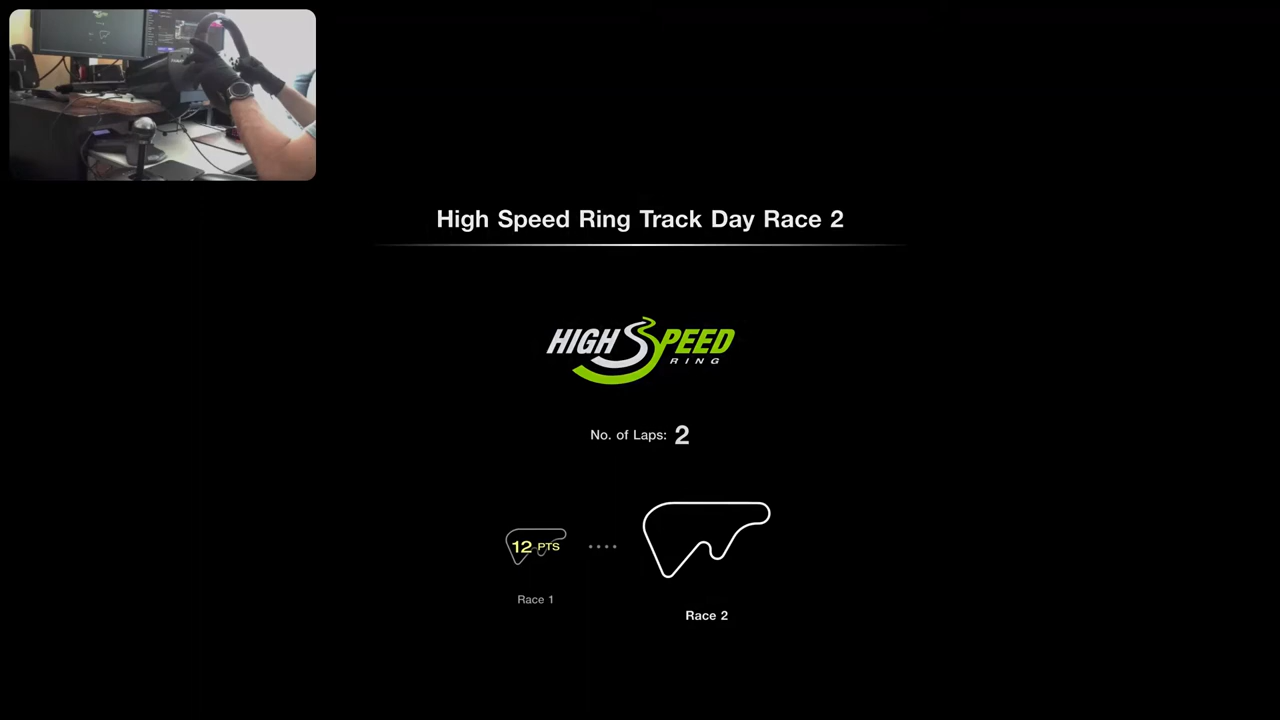 High Speed Ring Track Day Race 2
HIGH SPEED
RING
No. of Laps: 2
12 PTS
Race 1
Race 2